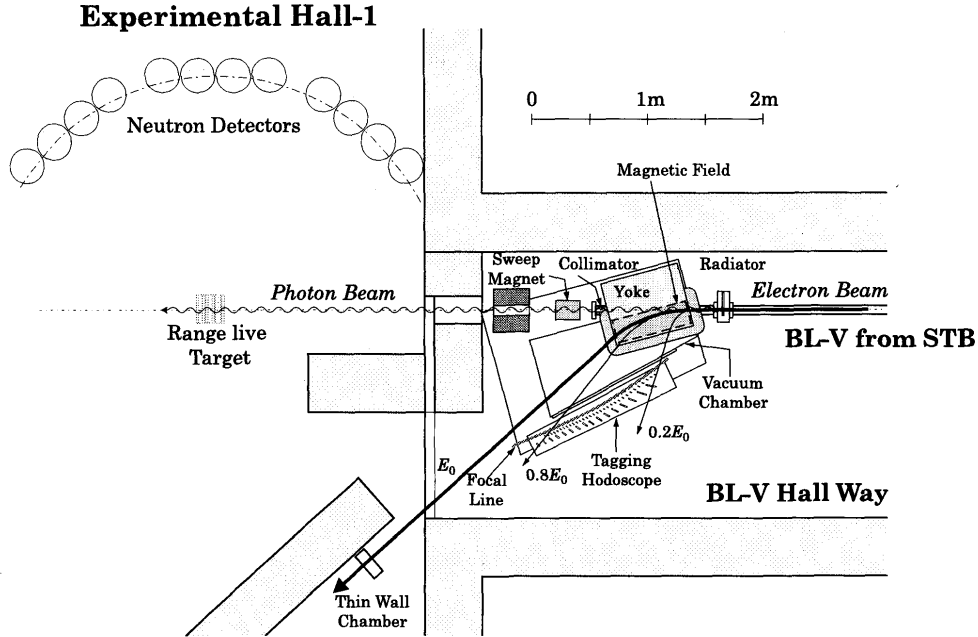 Experimental Hall-1
Neutron Detectors
0 1m 2m
Magnetic Field
Sweep
Magnet
Collimator
Radiator
Yoke
Photon Beam
Electron Beam
BL-V from STB
Range live
Target
Vacuum
Chamber
0.2E₀
E₀
Focal
Line
0.8E₀
Tagging
Hodoscope
BL-V Hall Way
Thin Wall
Chamber